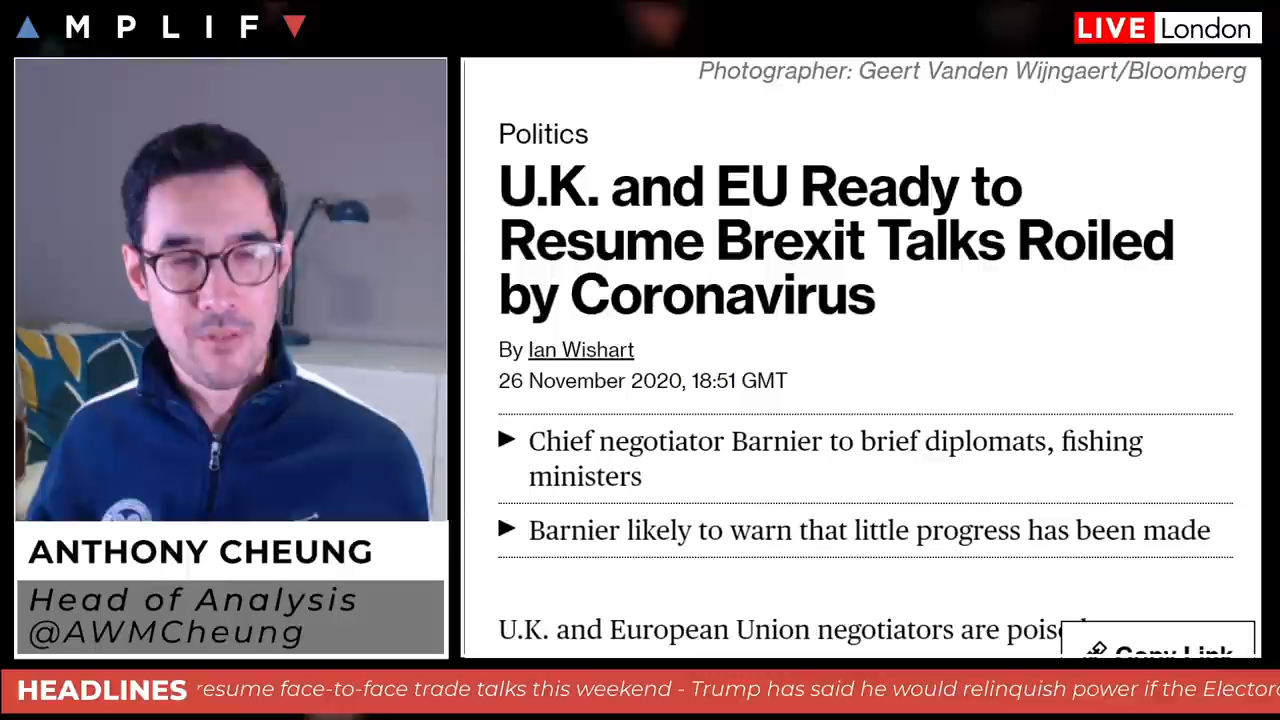 AMPLIFY
LIVE London
Photographer: Geert Vanden Wijngaert/Bloomberg
Politics
U.K. and EU Ready to
Resume Brexit Talks Roiled
by Coronavirus
By Ian Wishart
26 November 2020, 18:51 GMT
Chief negotiator Barnier to brief diplomats, fishing
ministers
Barnier likely to warn that little progress has been made
U.K. and European Union negotiators are
Copy Link
ANTHONY CHEUNG
Head of Analysis
@AWMCheung
HEADLINES resume face-to-face trade talks this weekend - Trump has said he would relinquish power if the